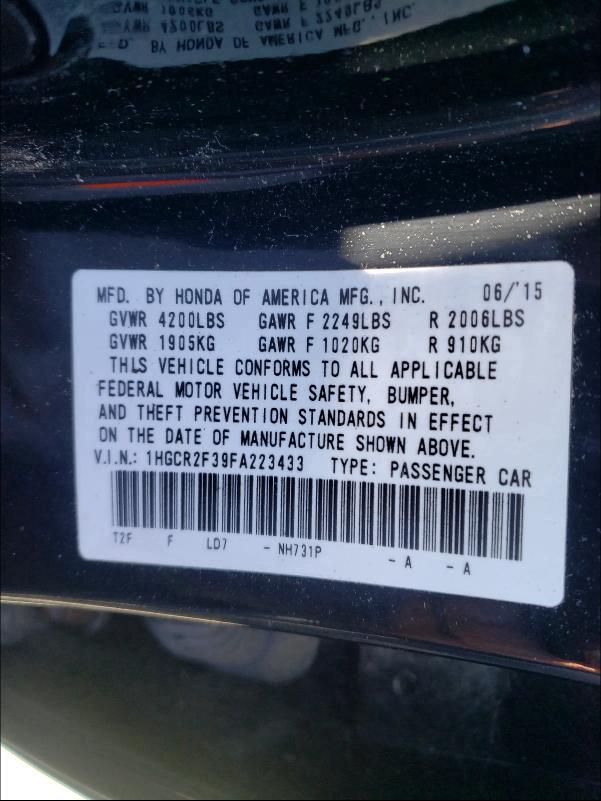 MFD. BY HONDA OF AMERICA MFG., INC. 06/'15
GVWR 4200LBS GAWR F 2249LBS R 2006LBS
GVWR 1905KG GAWR F 1020KG R 910KG
THIS VEHICLE CONFORMS TO ALL APPLICABLE
FEDERAL MOTOR VEHICLE SAFETY, BUMPER,
AND THEFT PREVENTION STANDARDS IN EFFECT
ON THE DATE OF MANUFACTURE SHOWN ABOVE.
V.I.N.: 1HGCR2F39FA223433 TYPE: PASSENGER CAR
T2F F LD7 - NH731P - A - A